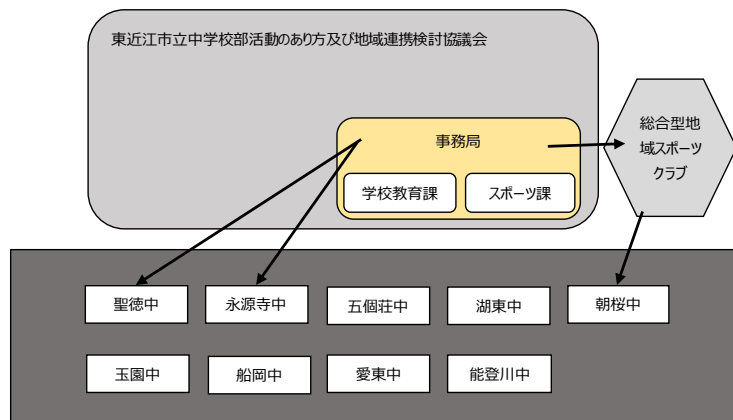 東近江市立中学校部活動のあり方及び地域連携検討協議会
事務局
学校教育課
スポーツ課
総合型地
域スポーツ
クラブ
聖徳中
永源寺中
五個荘中
湖東中
朝桜中
玉園中
船岡中
愛東中
能登川中